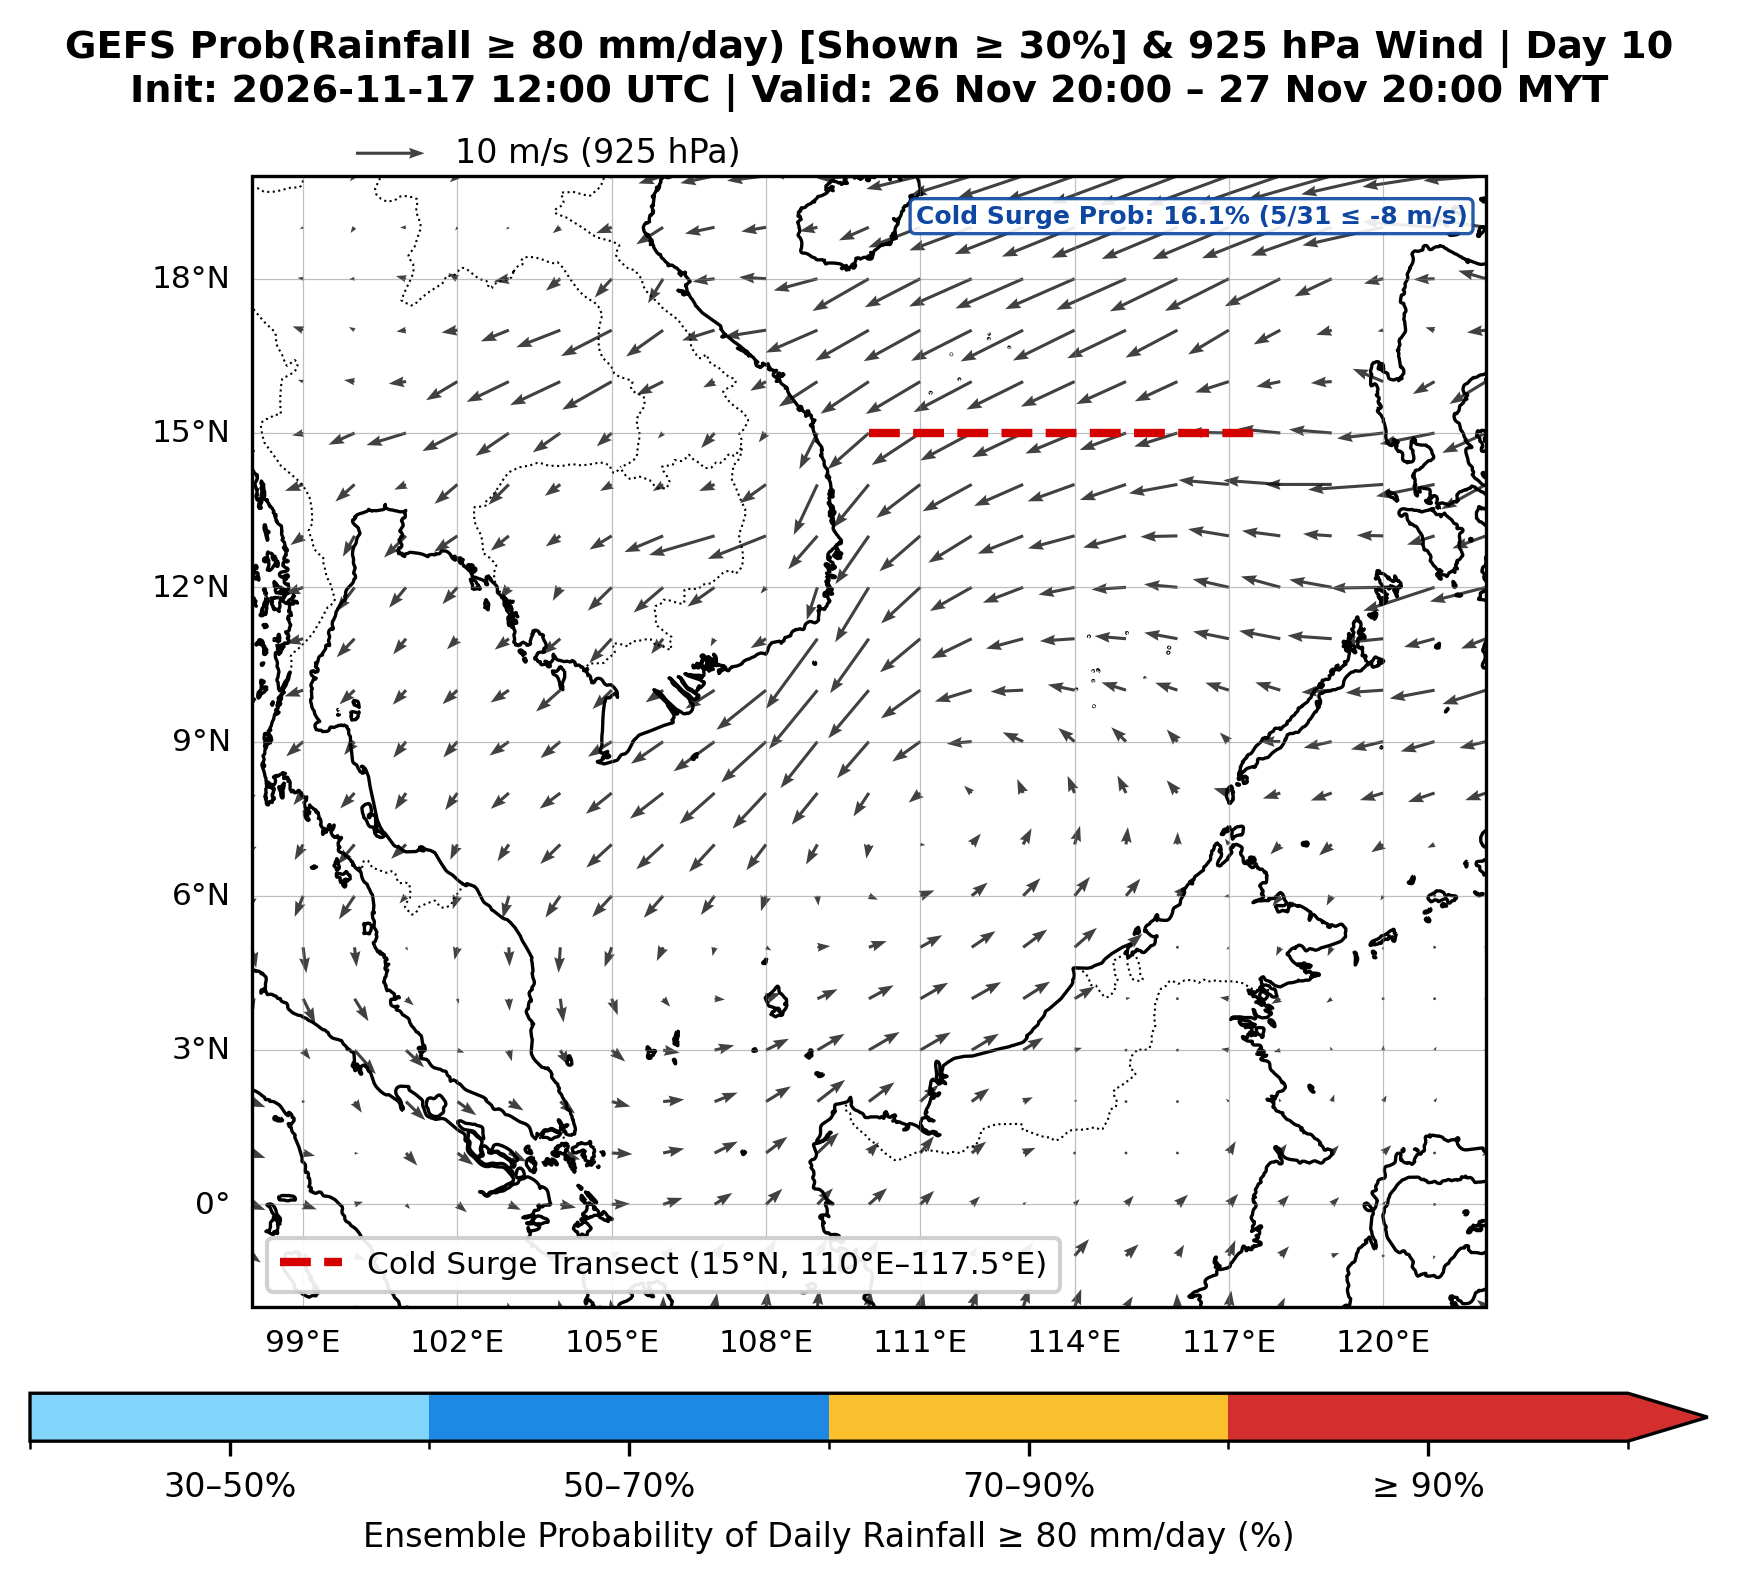 GEFS Prob(Rainfall ≥ 80 mm/day) [Shown ≥ 30%] & 925 hPa Wind | Day 10
Init: 2026-11-17 12:00 UTC | Valid: 26 Nov 20:00 – 27 Nov 20:00 MYT
10 m/s (925 hPa)
Cold Surge Prob: 16.1% (5/31 ≤ -8 m/s)
18°N
15°N
12°N
9°N
6°N
3°N
0°
Cold Surge Transect (15°N, 110°E–117.5°E)
99°E 102°E 105°E 108°E 111°E 114°E 117°E 120°E
30–50% 50–70% 70–90% ≥ 90%
Ensemble Probability of Daily Rainfall ≥ 80 mm/day (%)